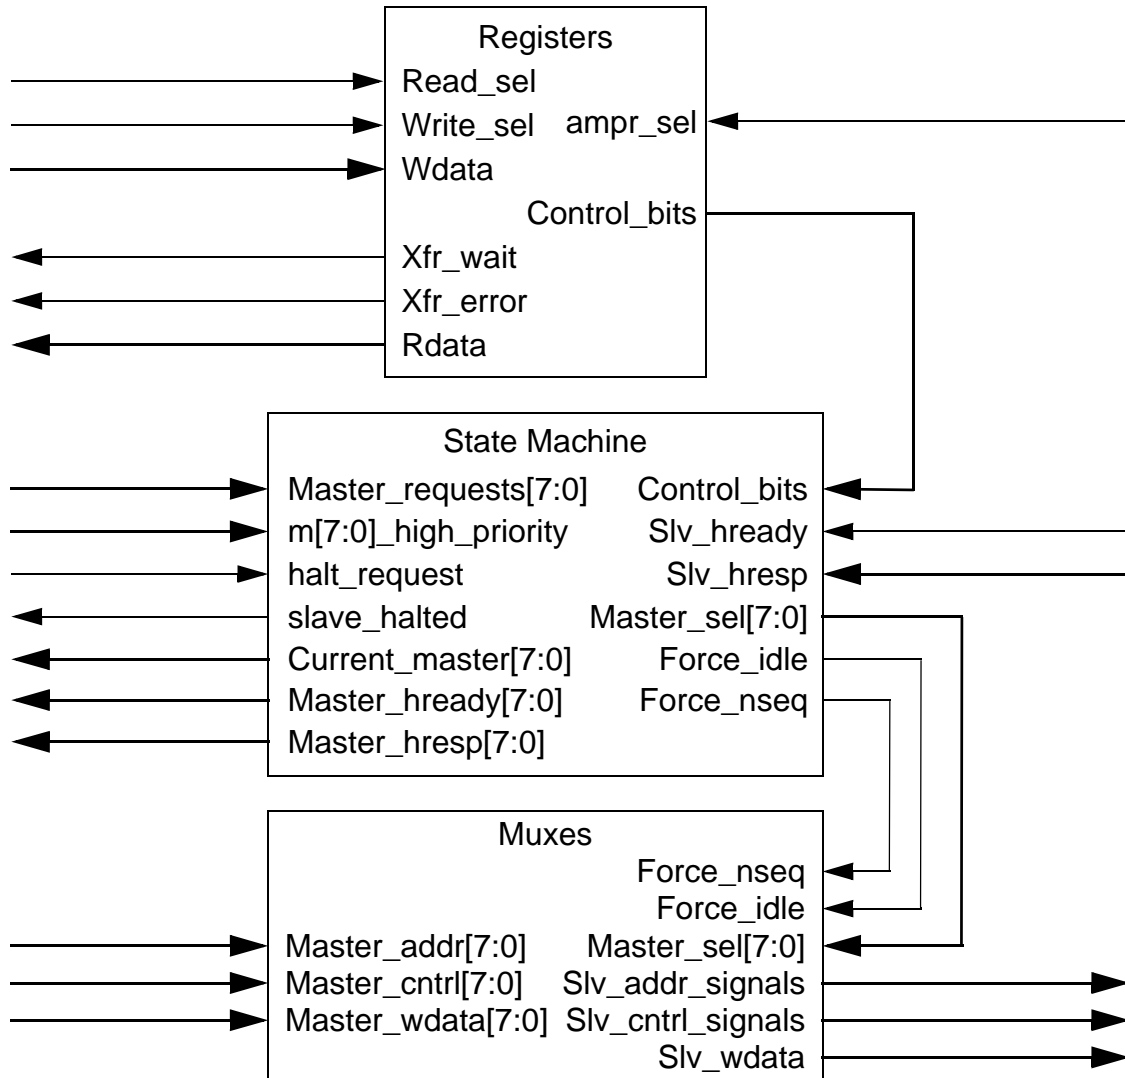 Registers
Read_sel
Write_sel ampr_sel
Wdata
Control_bits
Xfr_wait
Xfr_error
Rdata
State Machine
Master_requests[7:0] Control_bits
m[7:0]_high_priority Slv_hready
halt_request Slv_hresp
slave_halted Master_sel[7:0]
Current_master[7:0] Force_idle
Master_hready[7:0] Force_nseq
Master_hresp[7:0]
Muxes
Force_nseq
Force_idle
Master_addr[7:0] Master_sel[7:0]
Master_cntrl[7:0] Slv_addr_signals
Master_wdata[7:0] Slv_cntrl_signals
Slv_wdata